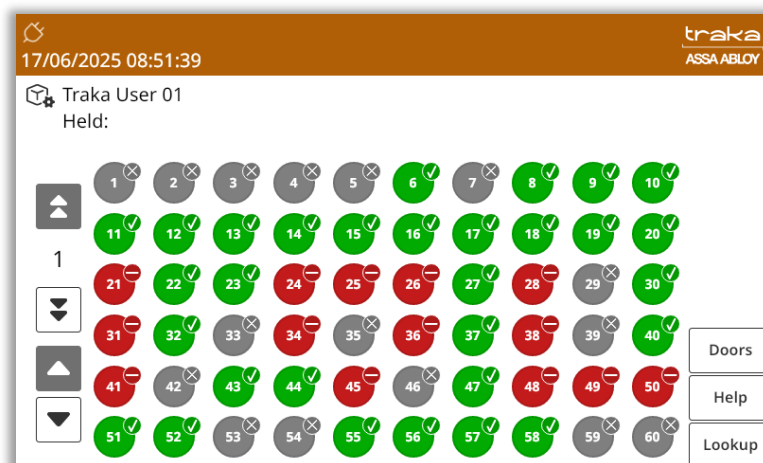 traka
17/06/2025 08:51:39
ASSA ABLOY
Traka User 01
Held:
1 2 3 4 5 6 7 8 9 10
11 12 13 14 15 16 17 18 19 20
1
21 22 23 24 25 26 27 28 29 30
31 32 33 34 35 36 37 38 39 40
Doors
41 42 43 44 45 46 47 48 49 50
Help
51 52 53 54 55 56 57 58 59 60
Lookup